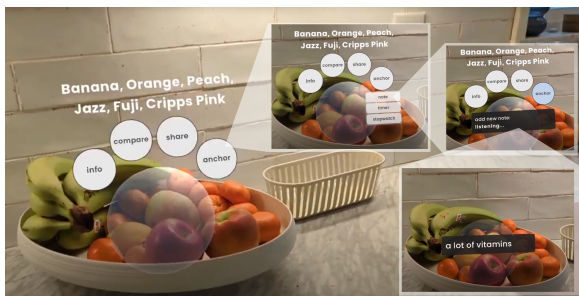 Banana, Orange, Peach,
Jazz, Fuji, Cripps Pink
info
compare
share
anchor
Banana, Orange, Peach,
Jazz, Fuji, Cripps Pink
info
compare
share
anchor
note
timer
stopwatch
Banana, Orange, Peach,
Jazz, Fuji, Cripps Pink
info
compare
share
anchor
add new note:
listening...
a lot of vitamins